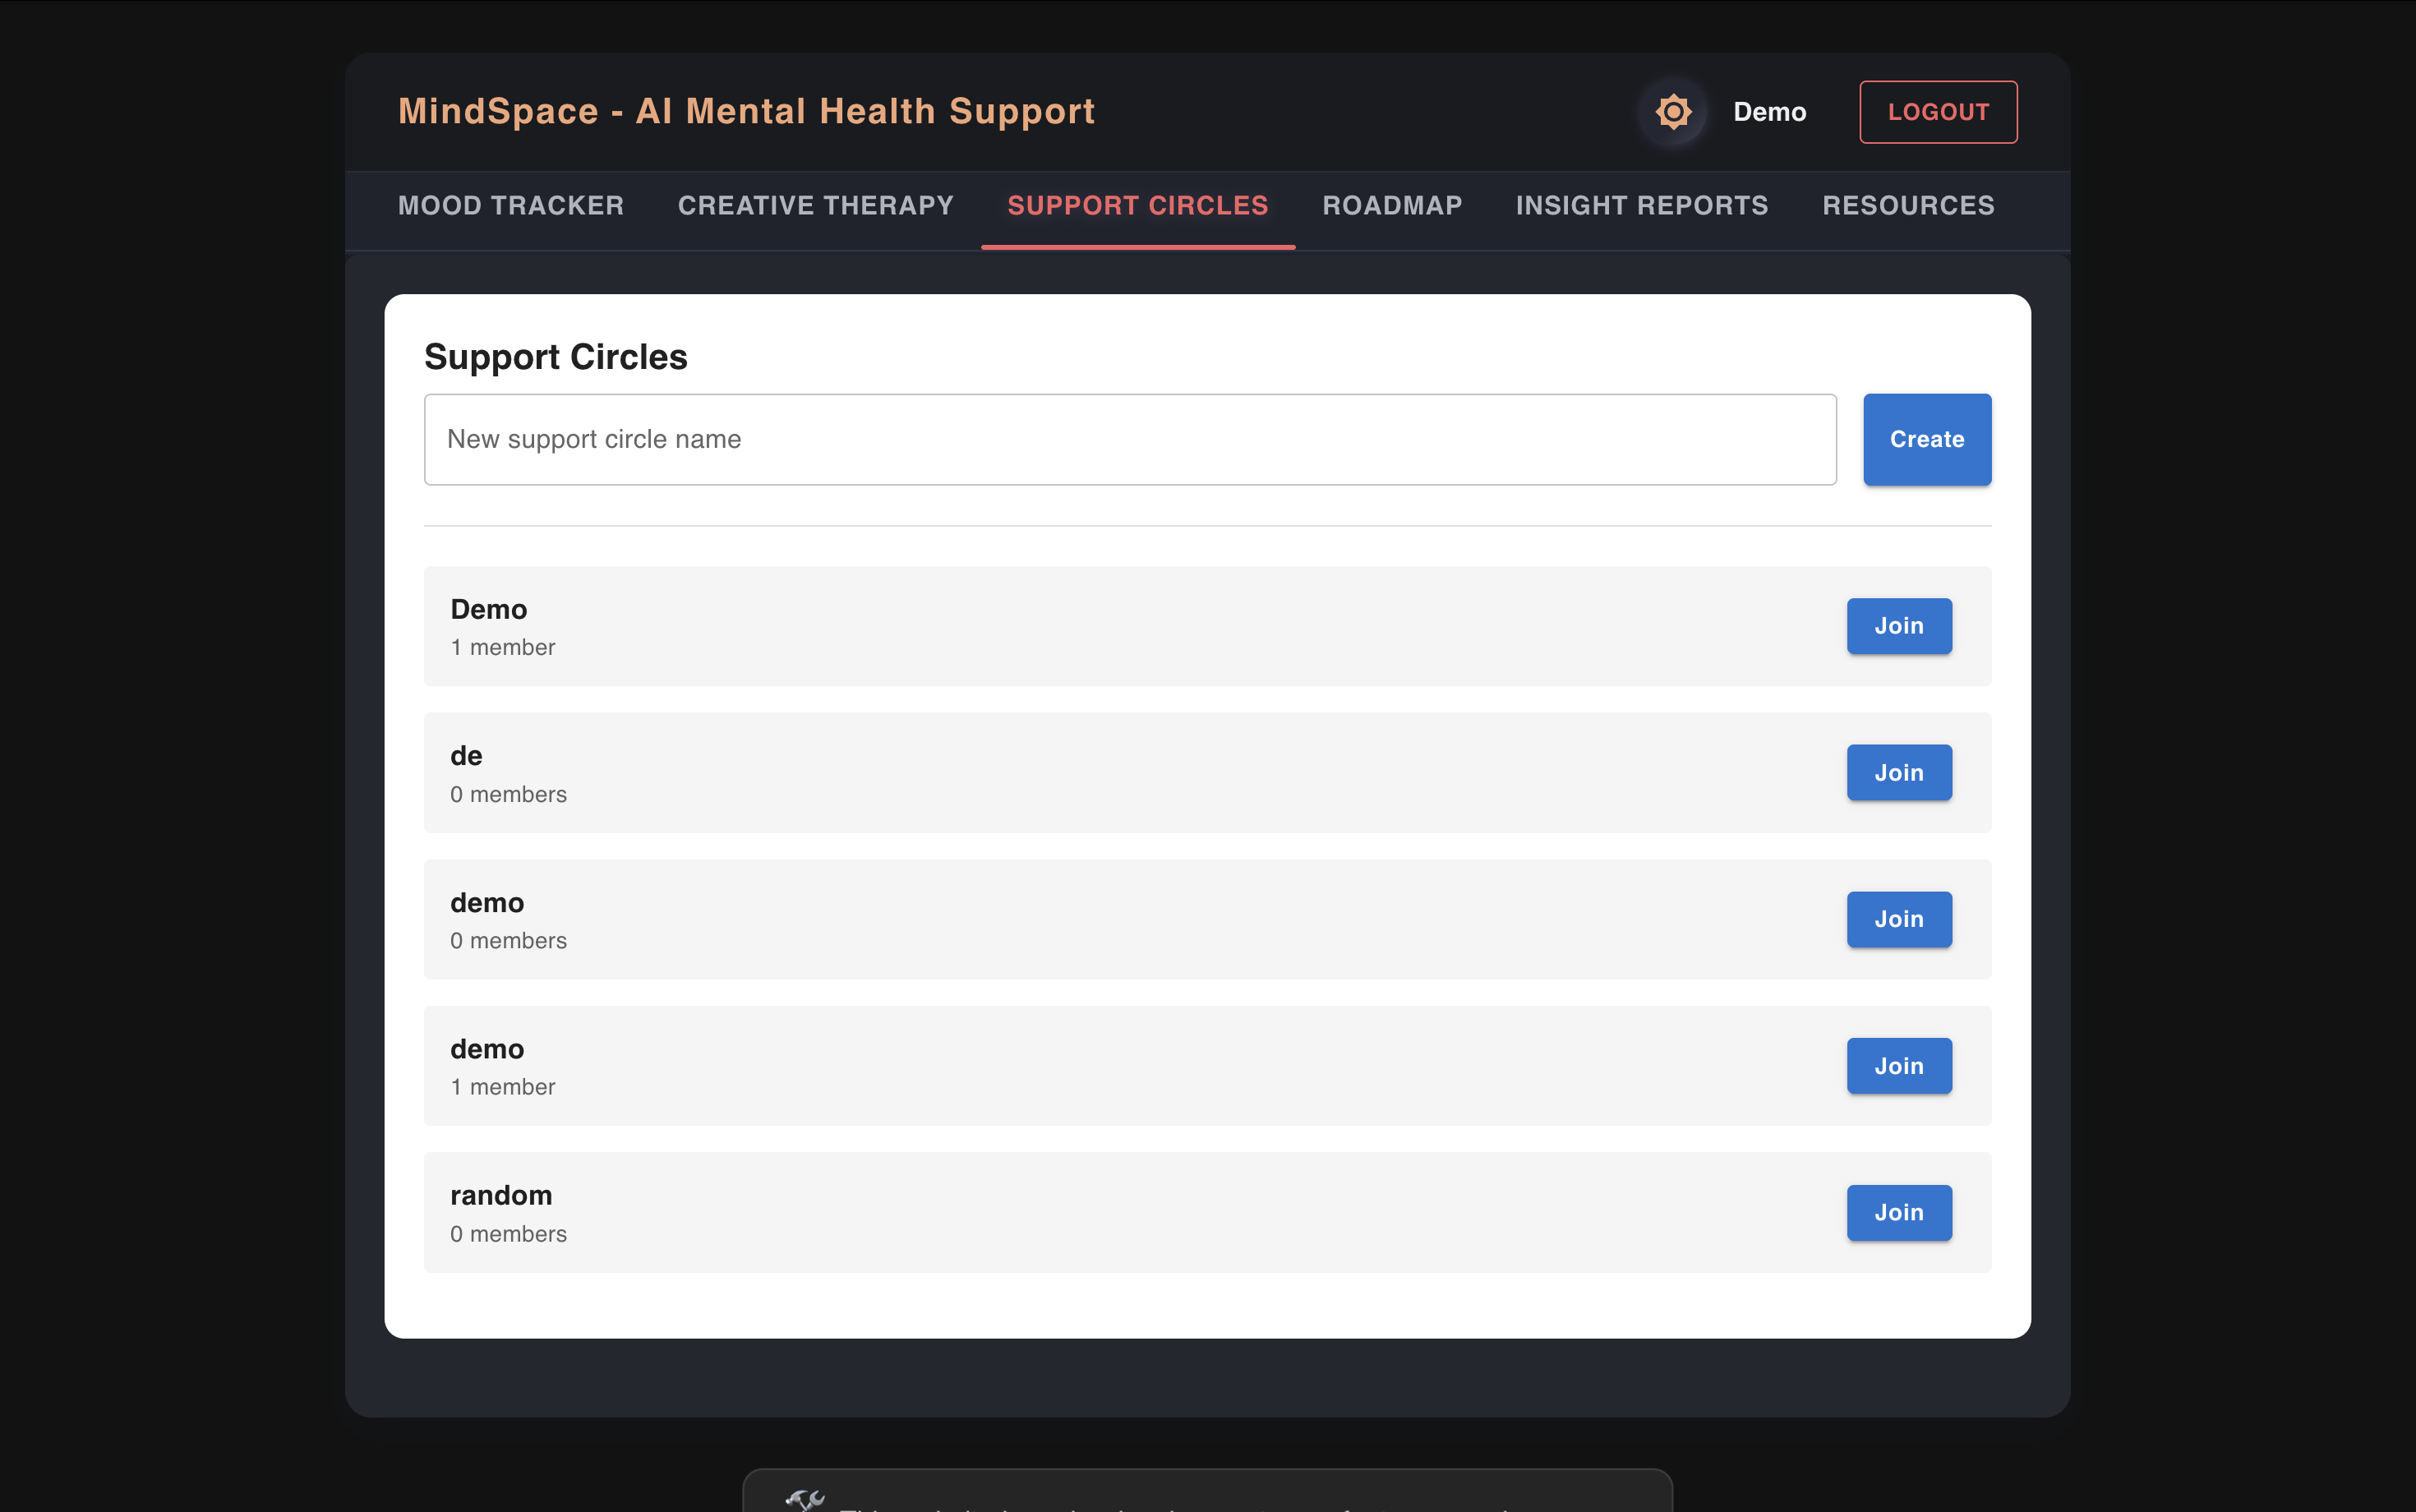 MindSpace - AI Mental Health Support
Demo
LOGOUT
MOOD TRACKER
CREATIVE THERAPY
SUPPORT CIRCLES
ROADMAP
INSIGHT REPORTS
RESOURCES
Support Circles
New support circle name
Create
Demo
1 member
Join
de
0 members
Join
demo
0 members
Join
demo
1 member
Join
random
0 members
Join